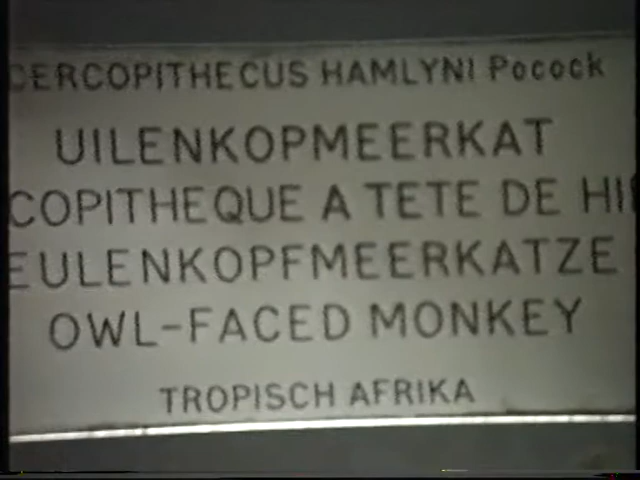 CERCOPITHECUS HAMLYNI Pocock
UILENKOPMEERKAT
COPITHEQUE A TETE DE HI
EULENKOPFMEERKATZE
OWL-FACED MONKEY
TROPISCH AFRIKA